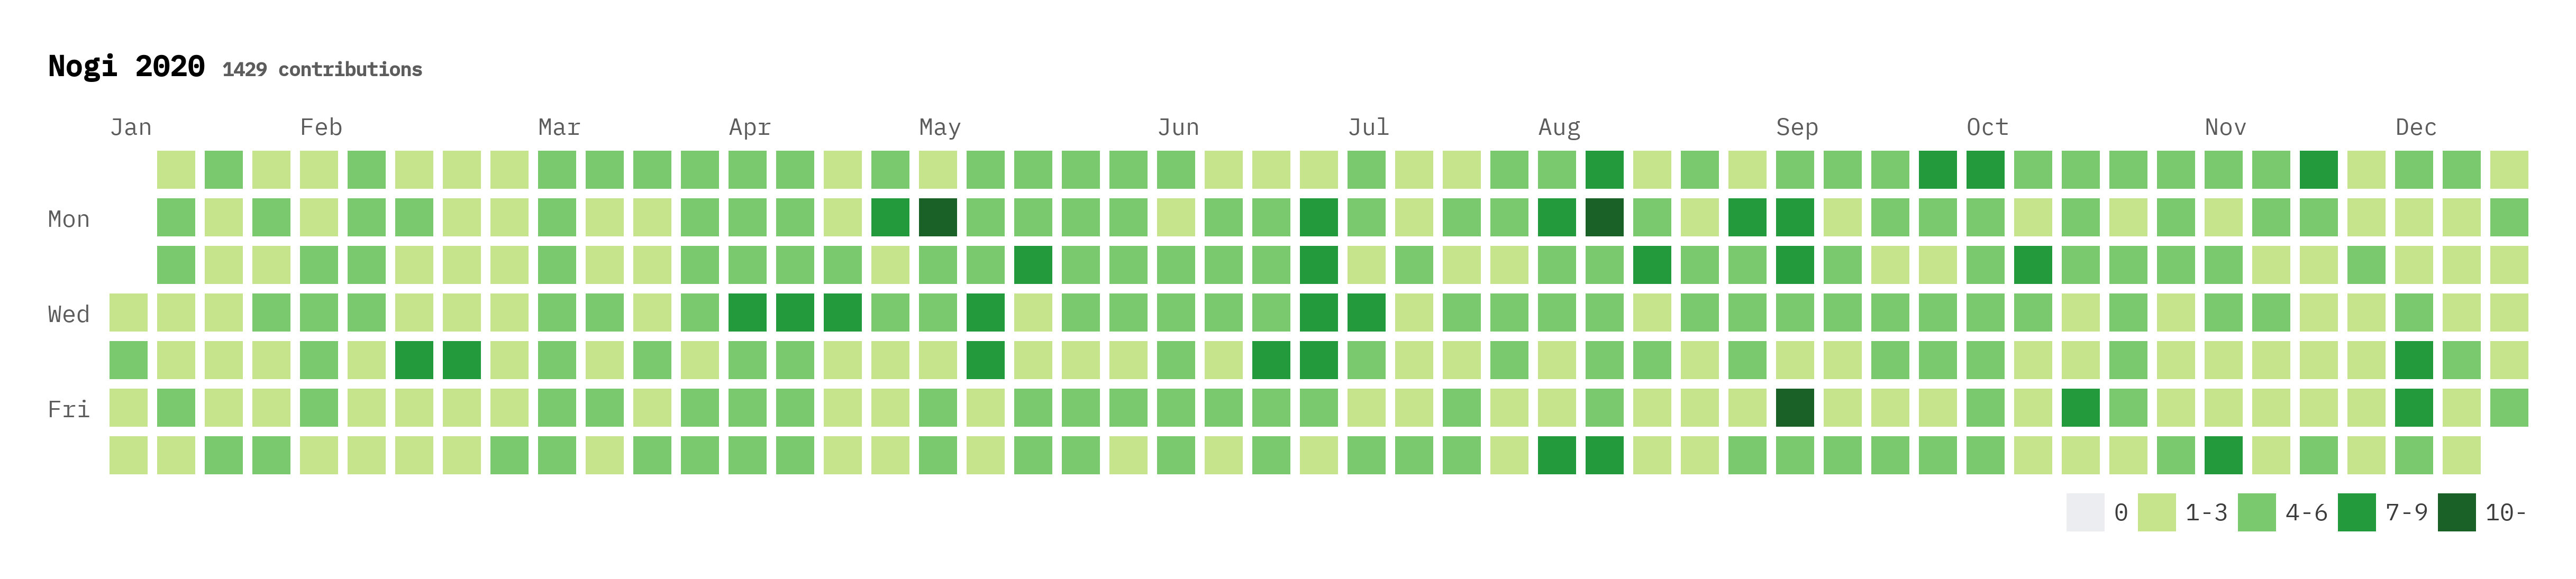 Nogi 2020 1429 contributions
Jan Feb Mar Apr May Jun Jul Aug Sep Oct Nov Dec
Mon
Wed
Fri
0 1-3 4-6 7-9 10-